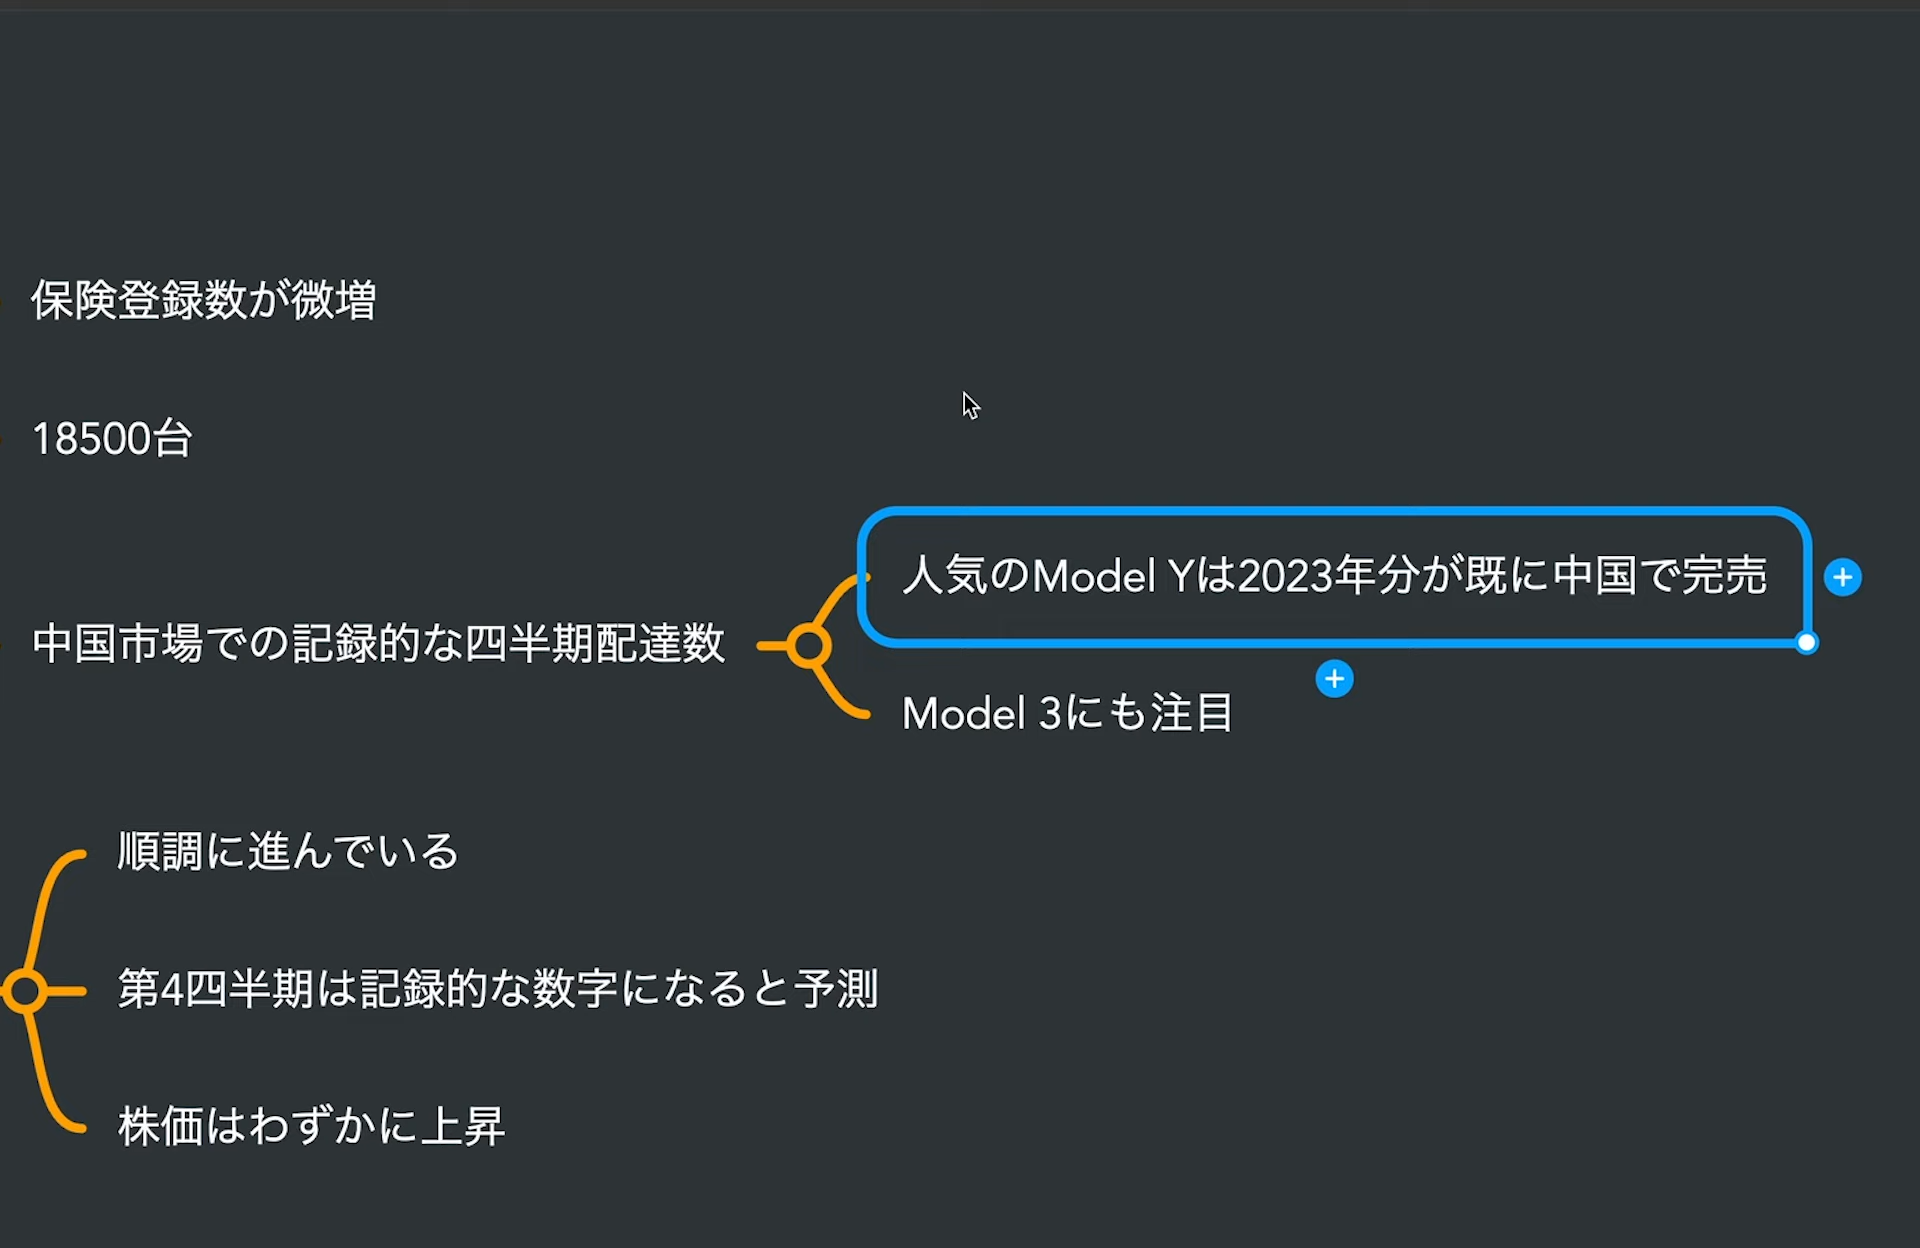 保険登録数が微増
18500台
中国市場での記録的な四半期配達数
人気のModel Yは2023年分が既に中国で完売
Model 3にも注目
順調に進んでいる
第4四半期は記録的な数字になると予測
株価はわずかに上昇